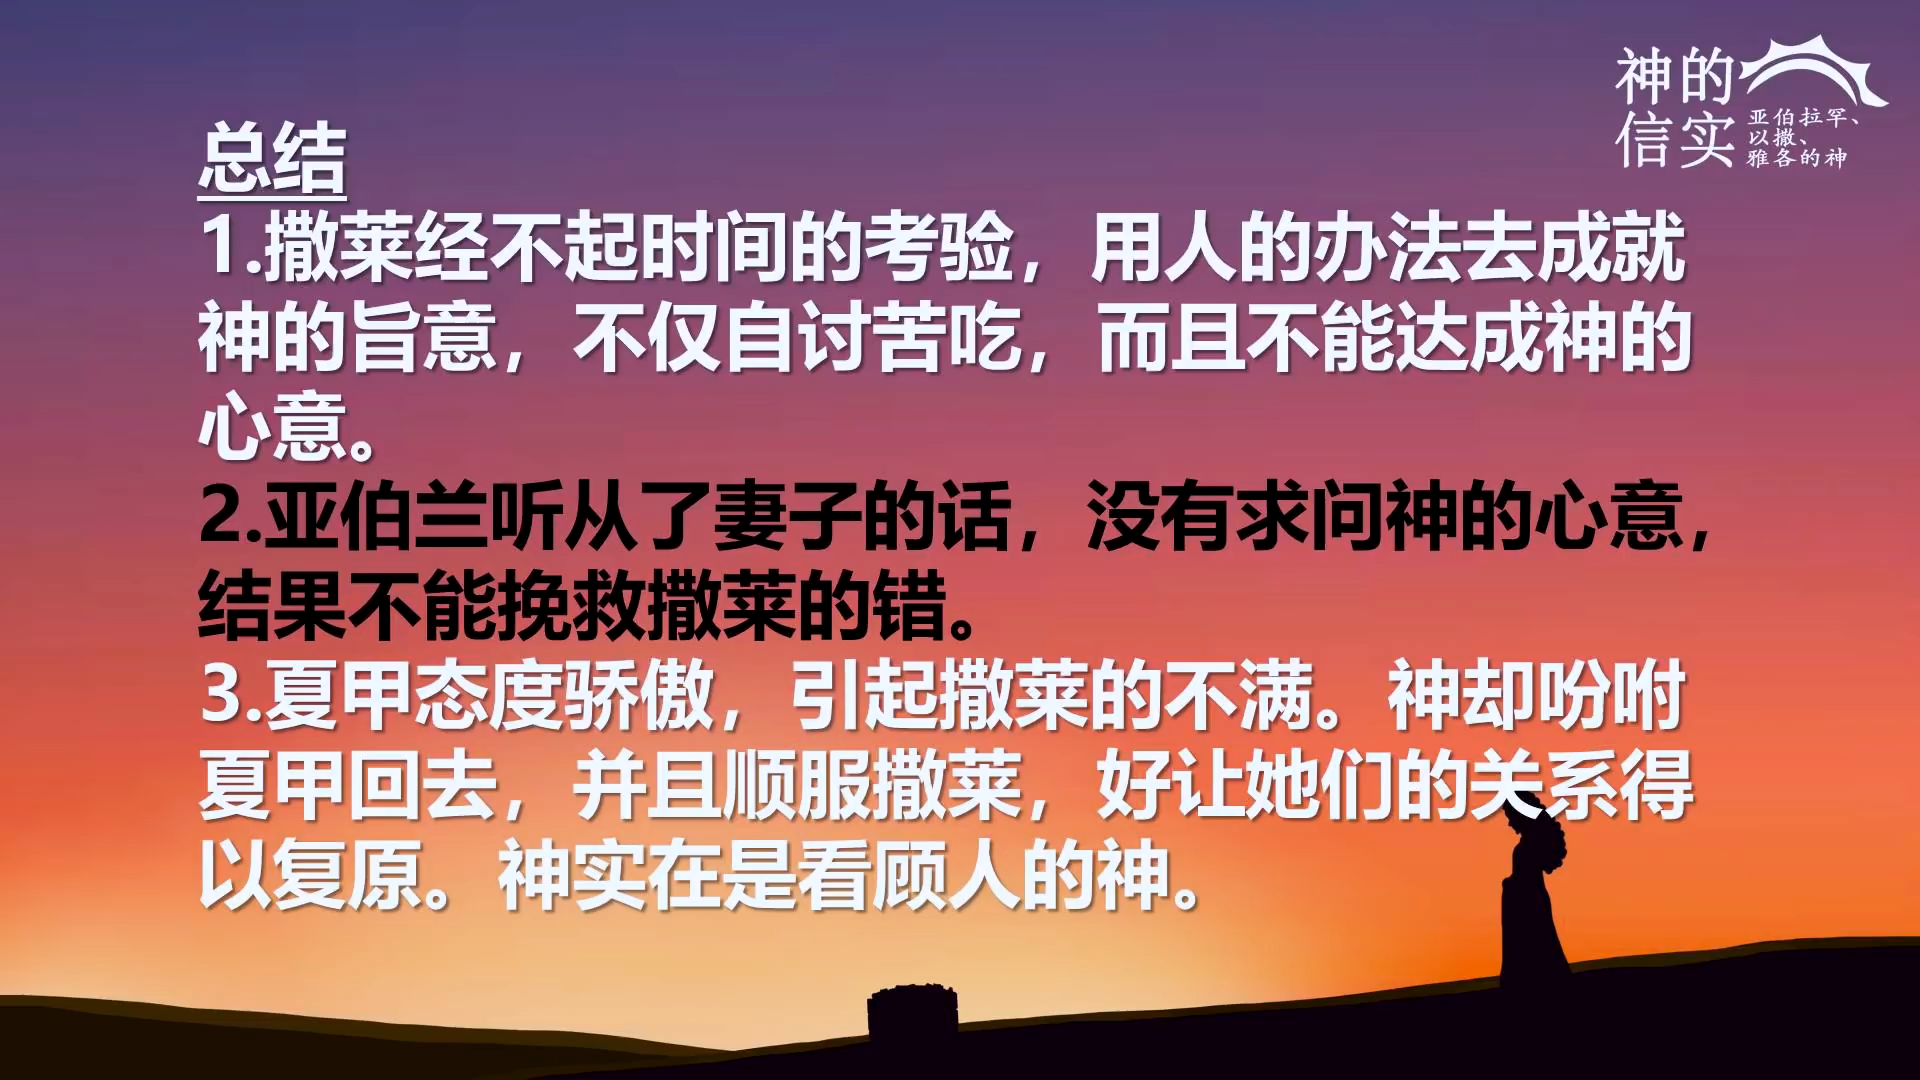 神的
信实
亚伯拉罕、
以撒、
雅各的神
总结
1.撒莱经不起时间的考验，用人的办法去成就
神的旨意，不仅自讨苦吃，而且不能达成神的
心意。
2.亚伯兰听从了妻子的话，没有求问神的心意，
结果不能挽救撒莱的错。
3.夏甲态度骄傲，引起撒莱的不满。神却吩咐
夏甲回去，并且顺服撒莱，好让她们的关系得
以复原。神实在是看顾人的神。